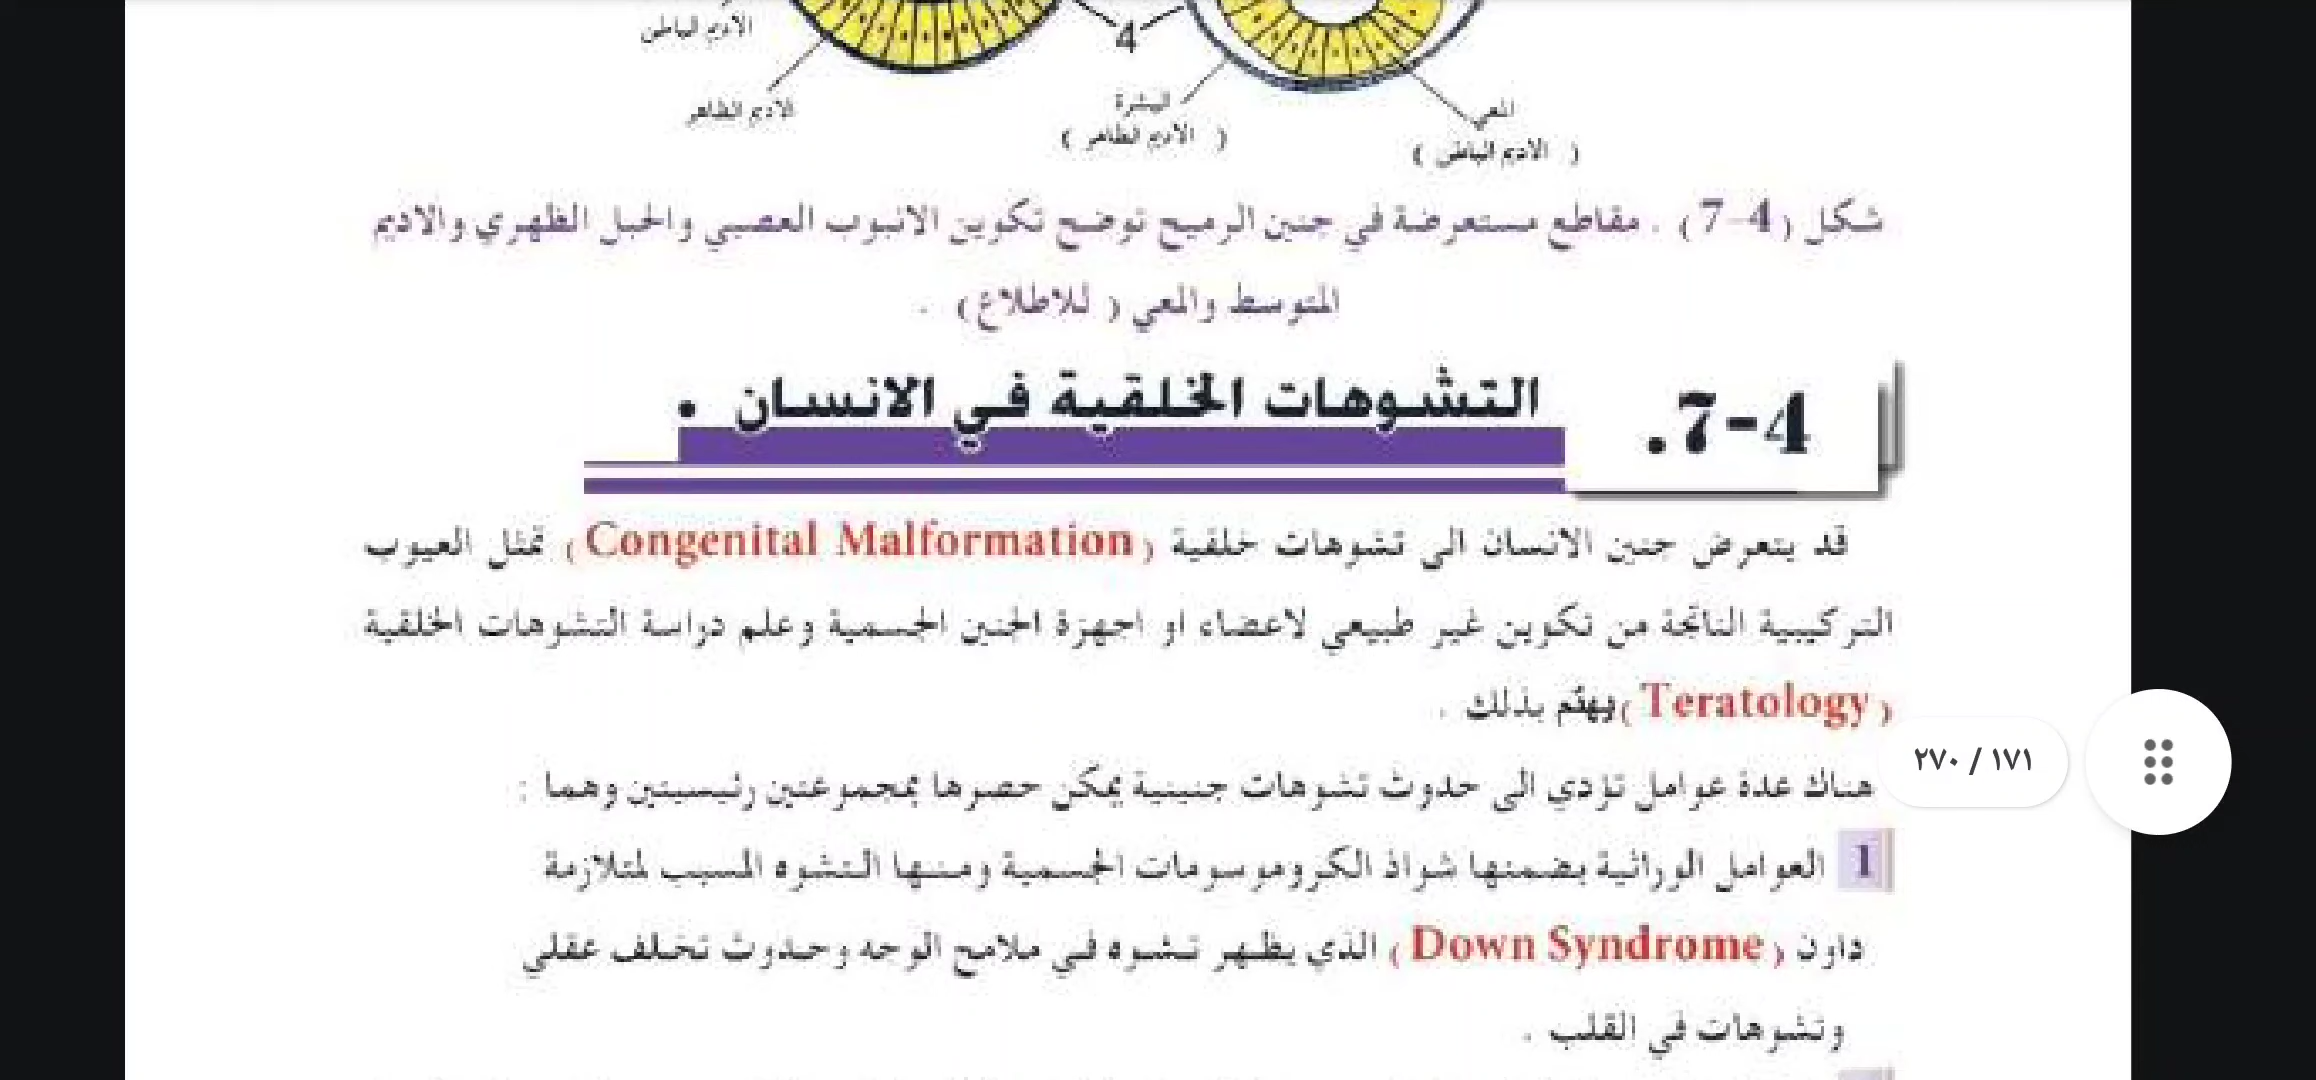 الاديم الباطن
4
الاديم الظاهر
البشرة
( الاديم الظاهر )
المعي
( الاديم الباطن )
شكل (4-7) . مقاطع مستعرضة في جنين الرميح توضح تكوين الانبوب العصبي والحبل الظهري والاديم
المتوسط والمعي ( للاطلاع) .
4-7. التشوهات الخلقية في الانسان .
قد يتعرض جنين الانسان الى تشوهات خلقية (Congenital Malformation) تمثل العيوب
التركيبية الناتجة من تكوين غير طبيعي لاعضاء او اجهزة الجنين الجسمية وعلم دراسة التشوهات الخلقية
(Teratology) يهتم بذلك .
هناك عدة عوامل تؤدي الى حدوث تشوهات جنينية يمكن حصرها بمجموعتين رئيسيتين وهما :
1 العوامل الوراثية بضمنها شواذ الكروموسومات الجسمية ومنها التشوه المسبب لمتلازمة
داون (Down Syndrome) الذي يظهر تشوه في ملامح الوجه وحدوث تخلف عقلي
وتشوهات في القلب .
١٧١ / ٢٧٠